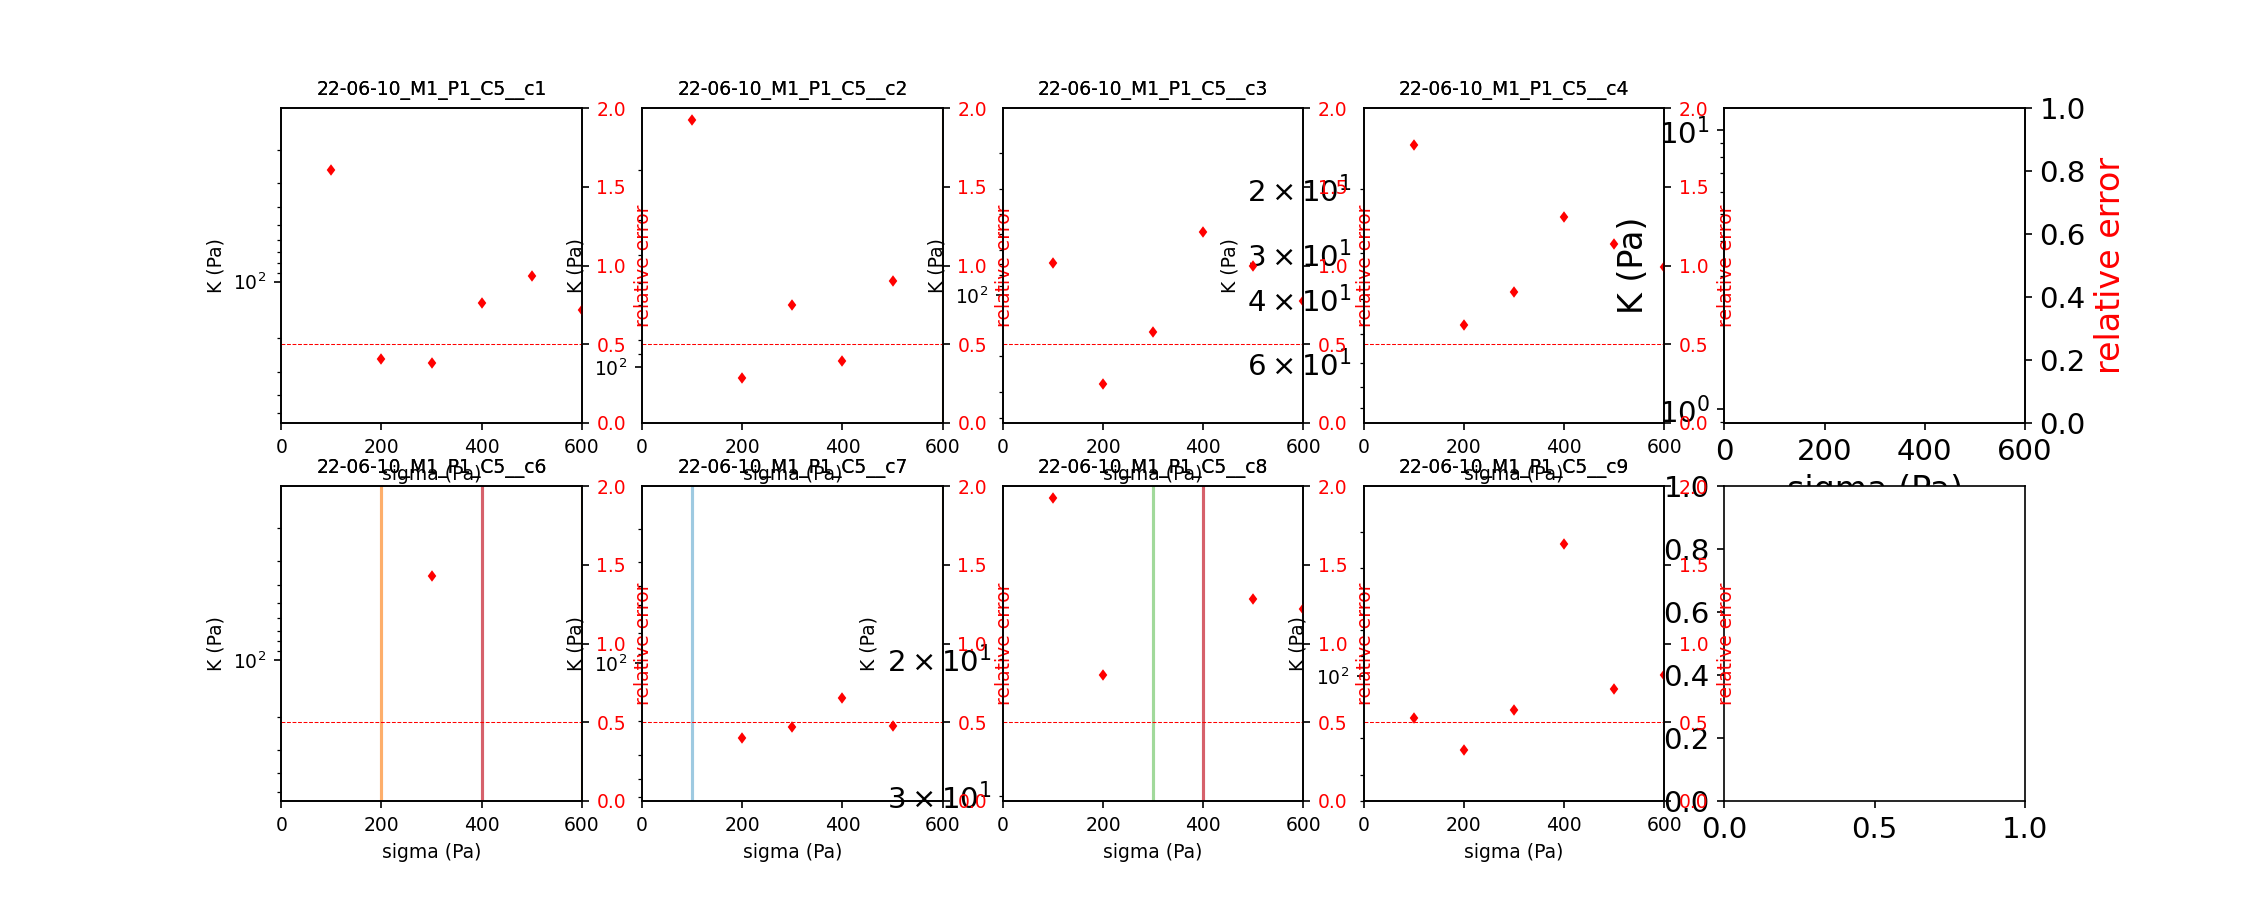 22-06-10_M1_P1_C5__c1
22-06-10_M1_P1_C5__c2
22-06-10_M1_P1_C5__c3
22-06-10_M1_P1_C5__c4
K (Pa)
10²
0 200 400 600
sigma (Pa)
2.0
1.5
1.0
0.5
0.0
relative error
K (Pa)
10²
0 200 400 600
sigma (Pa)
2.0
1.5
1.0
0.5
0.0
relative error
K (Pa)
10²
0 200 400 600
sigma (Pa)
2.0
1.5
1.0
0.5
0.0
relative error
K (Pa)
2 × 10¹
3 × 10¹
4 × 10¹
6 × 10¹
0 200 400 600
sigma (Pa)
2.0
1.5
1.0
0.5
0.0
relative error
K (Pa)
10¹
10⁰
0 200 400 600
sigma (Pa)
1.0
0.8
0.6
0.4
0.2
0.0
relative error
22-06-10_M1_P1_C5__c6
22-06-10_M1_P1_C5__c7
22-06-10_M1_P1_C5__c8
22-06-10_M1_P1_C5__c9
K (Pa)
10²
0 200 400 600
sigma (Pa)
2.0
1.5
1.0
0.5
0.0
relative error
K (Pa)
10²
0 200 400 600
sigma (Pa)
2.0
1.5
1.0
0.5
0.0
relative error
K (Pa)
2 × 10¹
3 × 10¹
0 200 400 600
sigma (Pa)
2.0
1.5
1.0
0.5
0.0
relative error
K (Pa)
10²
0 200 400 600
sigma (Pa)
2.0
1.5
1.0
0.5
0.0
relative error
1.0
0.8
0.6
0.4
0.2
0.0
0.0 0.5 1.0